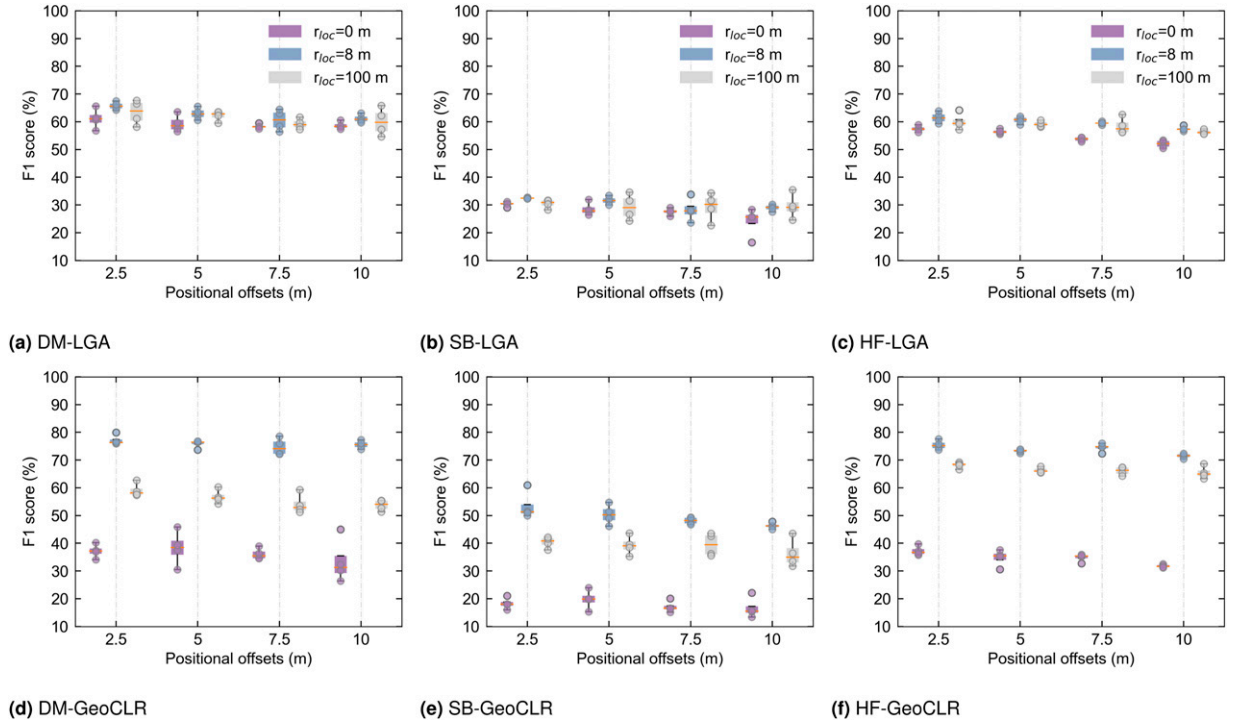 100
90
80
70
60
50
40
30
20
10
F1 score (%)
r_loc=0 m
r_loc=8 m
r_loc=100 m
2.5 5 7.5 10
Positional offsets (m)
(a) DM-LGA
100
90
80
70
60
50
40
30
20
10
F1 score (%)
r_loc=0 m
r_loc=8 m
r_loc=100 m
2.5 5 7.5 10
Positional offsets (m)
(b) SB-LGA
100
90
80
70
60
50
40
30
20
10
F1 score (%)
r_loc=0 m
r_loc=8 m
r_loc=100 m
2.5 5 7.5 10
Positional offsets (m)
(c) HF-LGA
100
90
80
70
60
50
40
30
20
10
F1 score (%)
2.5 5 7.5 10
Positional offsets (m)
(d) DM-GeoCLR
100
90
80
70
60
50
40
30
20
10
F1 score (%)
2.5 5 7.5 10
Positional offsets (m)
(e) SB-GeoCLR
100
90
80
70
60
50
40
30
20
10
F1 score (%)
2.5 5 7.5 10
Positional offsets (m)
(f) HF-GeoCLR